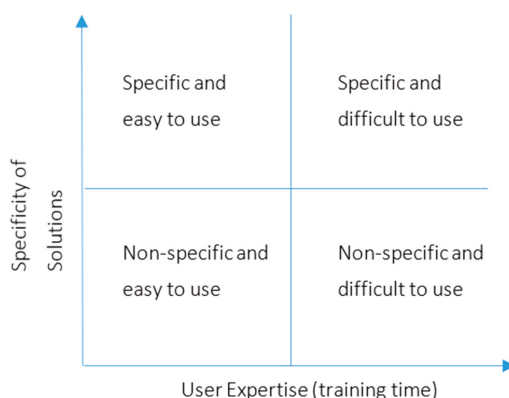 Specific and
easy to use
Specific and
difficult to use
Specificity of
Solutions
Non-specific and
easy to use
Non-specific and
difficult to use
User Expertise (training time)